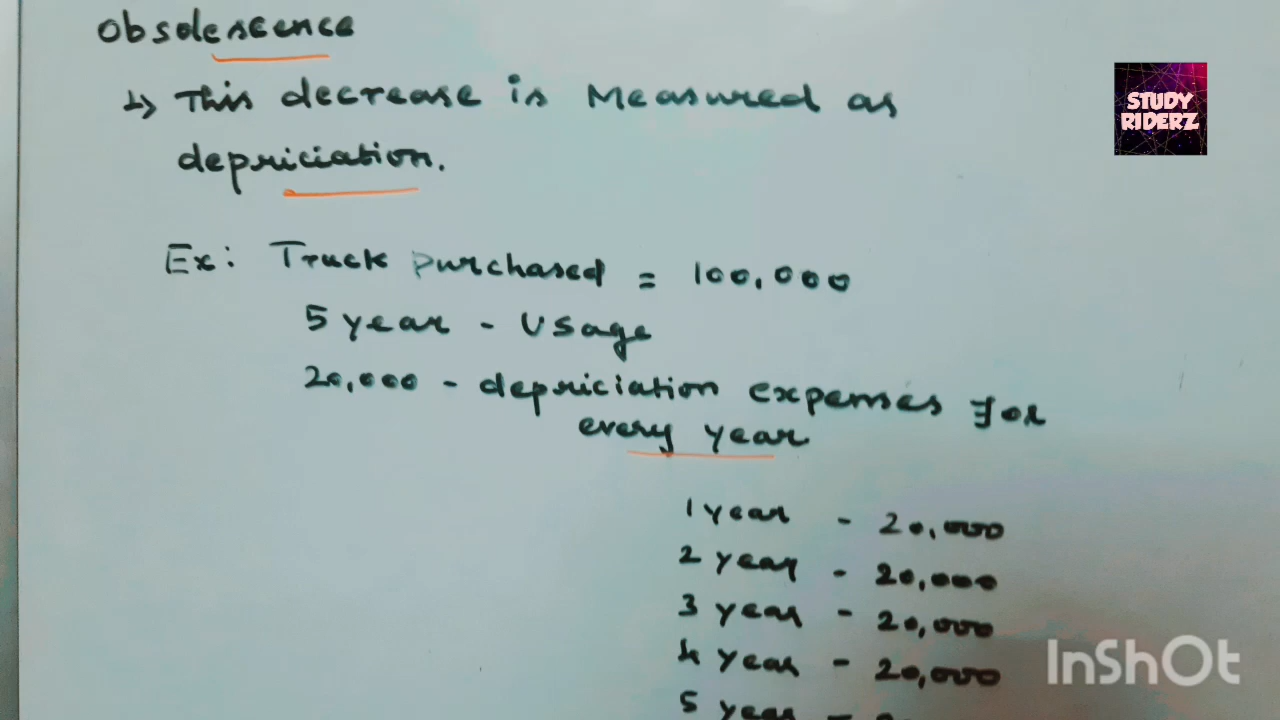 Obsolescence
↳ This decrease is Measured as
depriciation.
STUDY
RIDERZ
Ex: Truck purchased = 100,000
5 year - Usage
20,000 - depriciation expenses for
every year
1 year - 20,000
2 year - 20,000
3 year - 20,000
4 year - 20,000
5 year -
InShOt